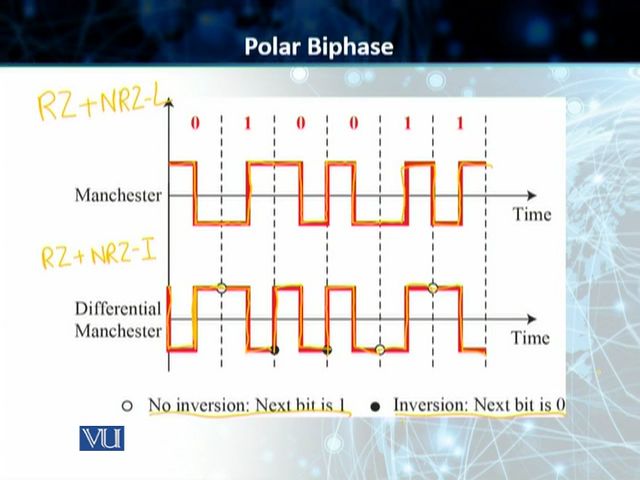 Polar Biphase
RZ+NRZ-L
0 1 0 0 1 1
Manchester
Time
RZ+NRZ-I
Differential
Manchester
Time
No inversion: Next bit is 1
Inversion: Next bit is 0
VU